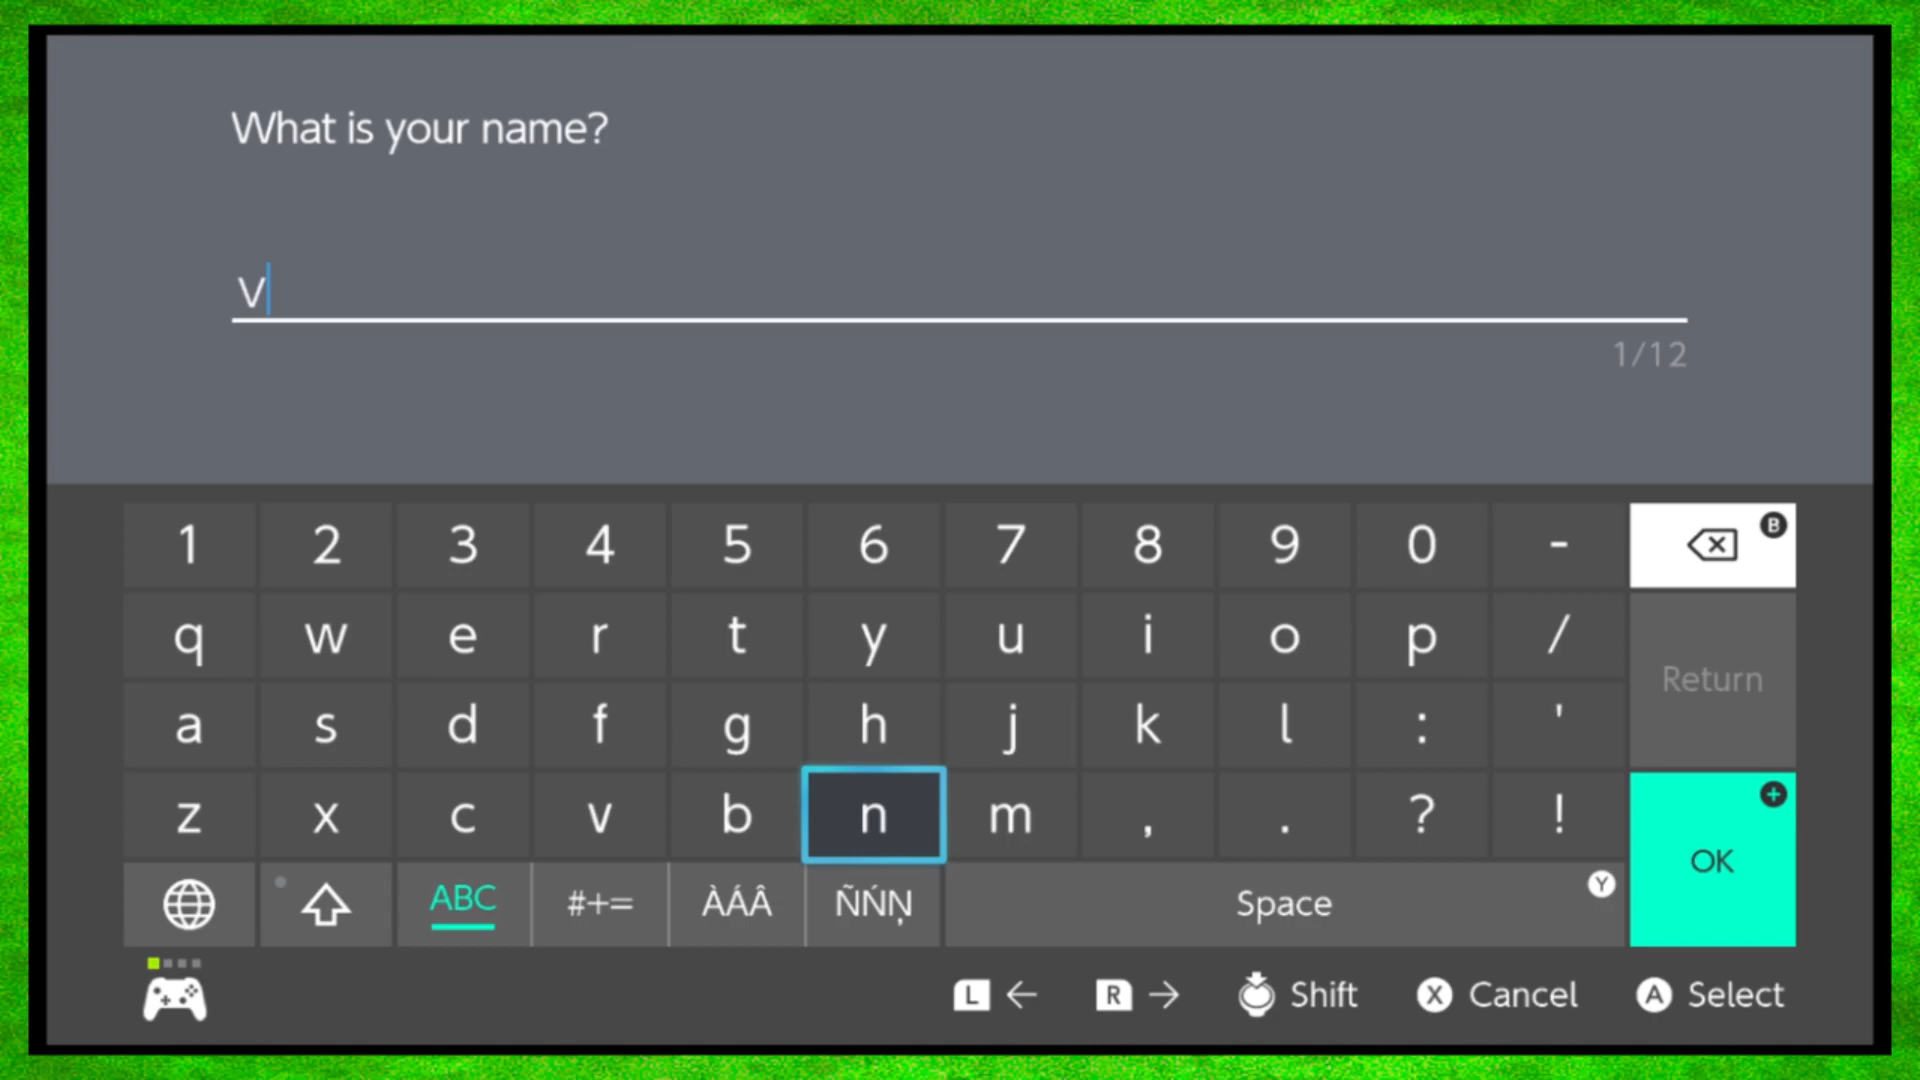 What is your name?
V
1/12
1 2 3 4 5 6 7 8 9 0 - B
q w e r t y u i o p /
Return
a s d f g h j k l : '
z x c v b n m , . ? ! +
OK
ABC #+= ÀÁÂ ÑŃŅ Space Y
L ← R → Shift X Cancel A Select